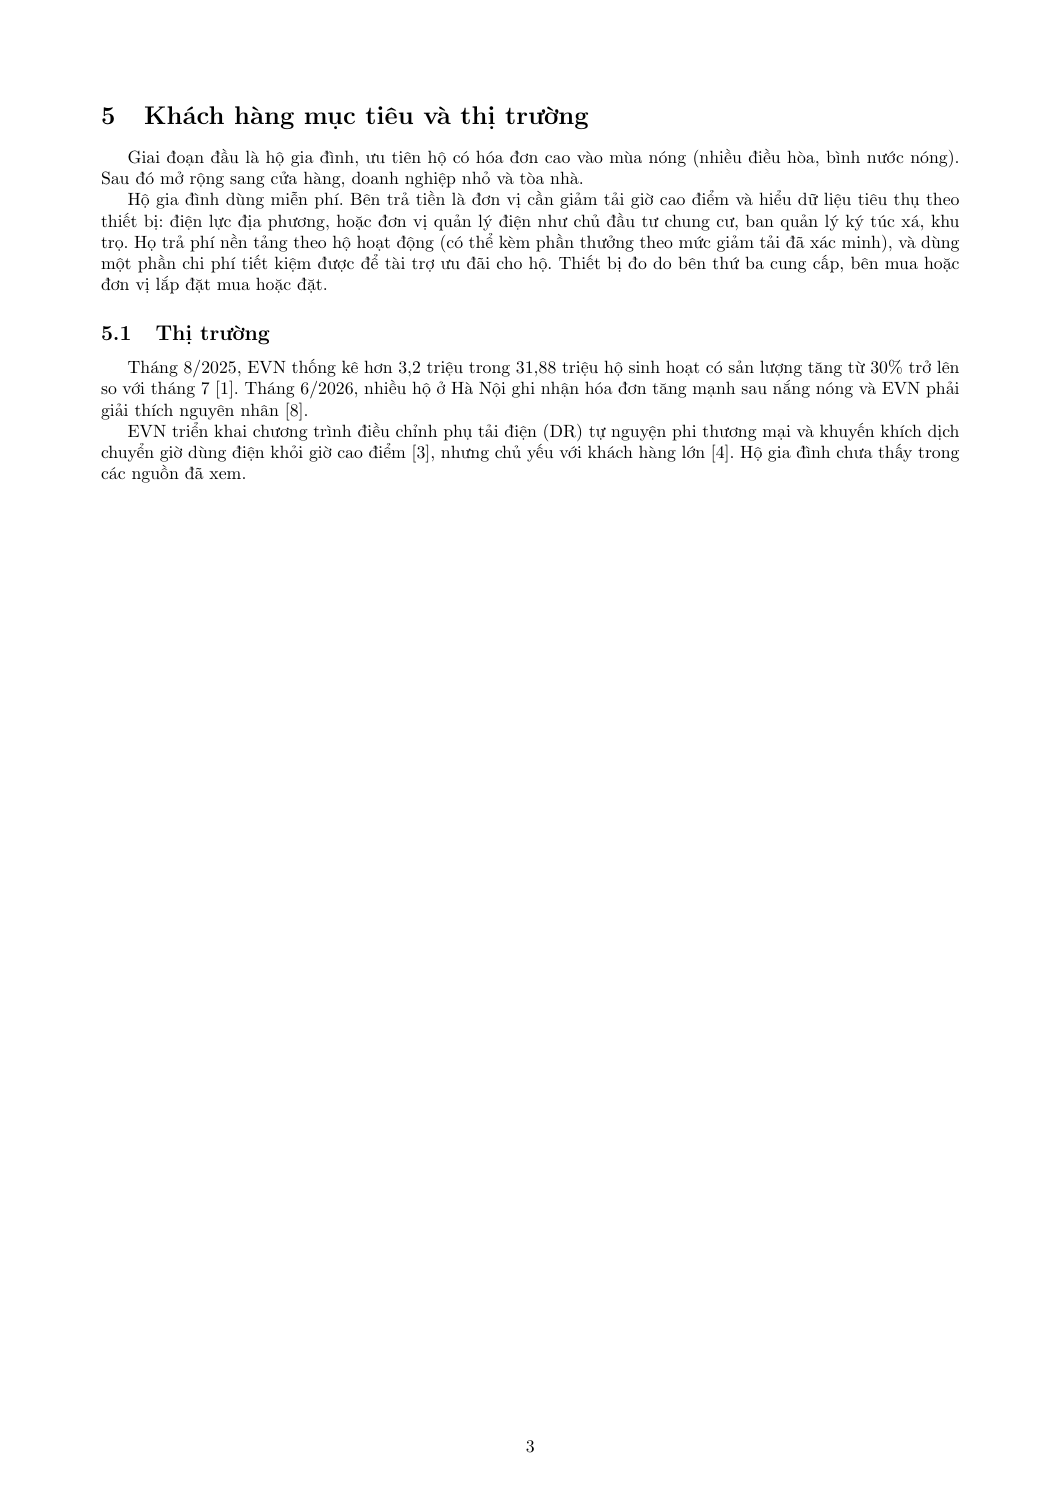 5 Khách hàng mục tiêu và thị trường
Giai đoạn đầu là hộ gia đình, ưu tiên hộ có hóa đơn cao vào mùa nóng (nhiều điều hòa, bình nước nóng).
Sau đó mở rộng sang cửa hàng, doanh nghiệp nhỏ và tòa nhà.
Hộ gia đình dùng miễn phí. Bên trả tiền là đơn vị cần giảm tải giờ cao điểm và hiểu dữ liệu tiêu thụ theo
thiết bị: điện lực địa phương, hoặc đơn vị quản lý điện như chủ đầu tư chung cư, ban quản lý ký túc xá, khu
trọ. Họ trả phí nền tảng theo hộ hoạt động (có thể kèm phần thưởng theo mức giảm tải đã xác minh), và dùng
một phần chi phí tiết kiệm được để tài trợ ưu đãi cho hộ. Thiết bị đo do bên thứ ba cung cấp, bên mua hoặc
đơn vị lắp đặt mua hoặc đặt.
5.1 Thị trường
Tháng 8/2025, EVN thống kê hơn 3,2 triệu trong 31,88 triệu hộ sinh hoạt có sản lượng tăng từ 30% trở lên
so với tháng 7 [1]. Tháng 6/2026, nhiều hộ ở Hà Nội ghi nhận hóa đơn tăng mạnh sau nắng nóng và EVN phải
giải thích nguyên nhân [8].
EVN triển khai chương trình điều chỉnh phụ tải điện (DR) tự nguyện phi thương mại và khuyến khích dịch
chuyển giờ dùng điện khỏi giờ cao điểm [3], nhưng chủ yếu với khách hàng lớn [4]. Hộ gia đình chưa thấy trong
các nguồn đã xem.
3